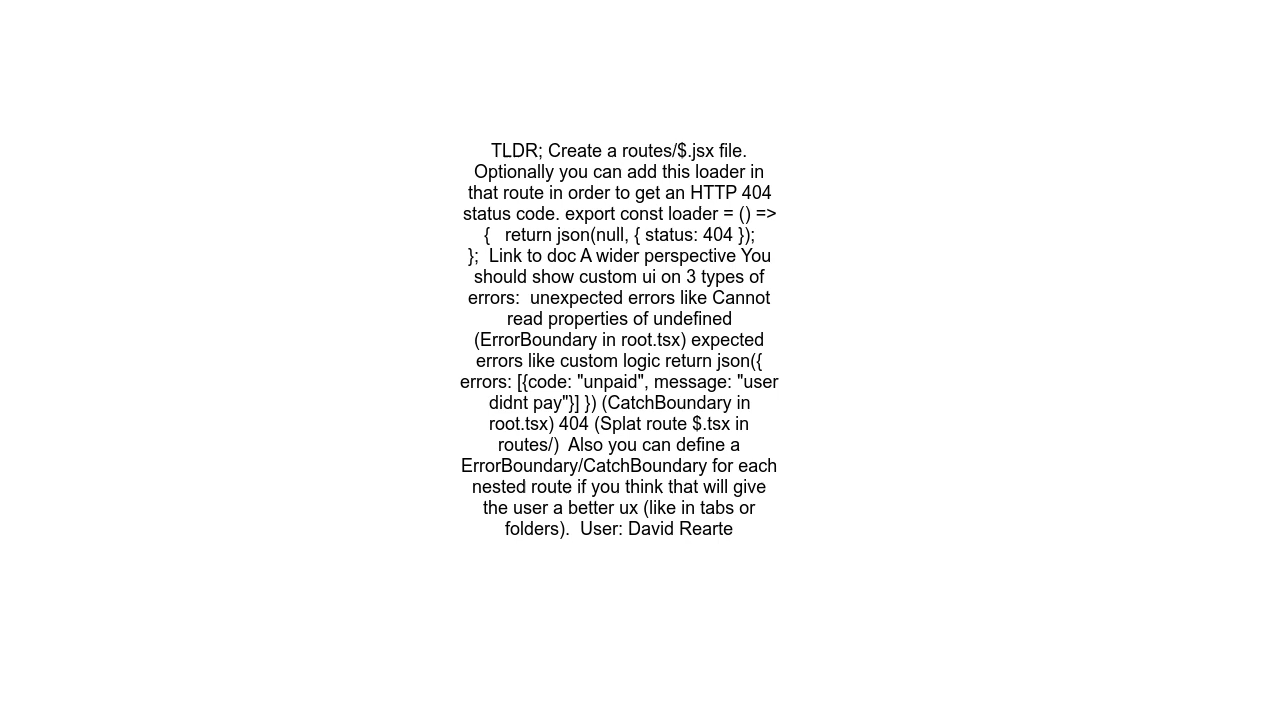 TLDR; Create a routes/$.jsx file.
Optionally you can add this loader in
that route in order to get an HTTP 404
status code. export const loader = () =>
{   return json(null, { status: 404 });
};  Link to doc A wider perspective You
should show custom ui on 3 types of
errors:  unexpected errors like Cannot
read properties of undefined
(ErrorBoundary in root.tsx) expected
errors like custom logic return json({
errors: [{code: "unpaid", message: "user
didnt pay"}] }) (CatchBoundary in
root.tsx) 404 (Splat route $.tsx in
routes/)  Also you can define a
ErrorBoundary/CatchBoundary for each
nested route if you think that will give
the user a better ux (like in tabs or
folders).  User: David Rearte